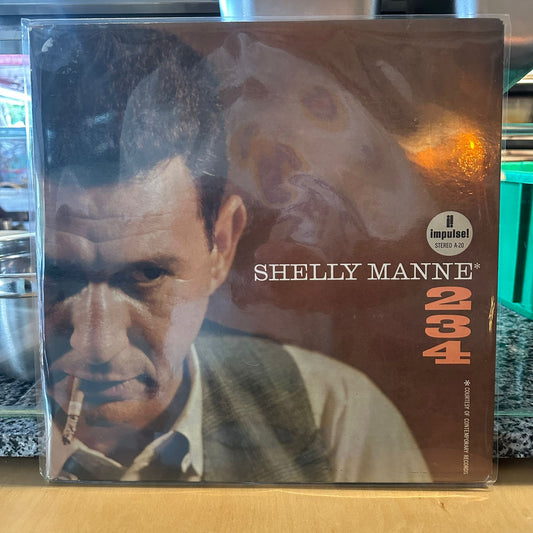 impulse!
STEREO A-20
SHELLY MANNE*
2
3
4
* COURTESY OF CONTEMPORARY RECORDS